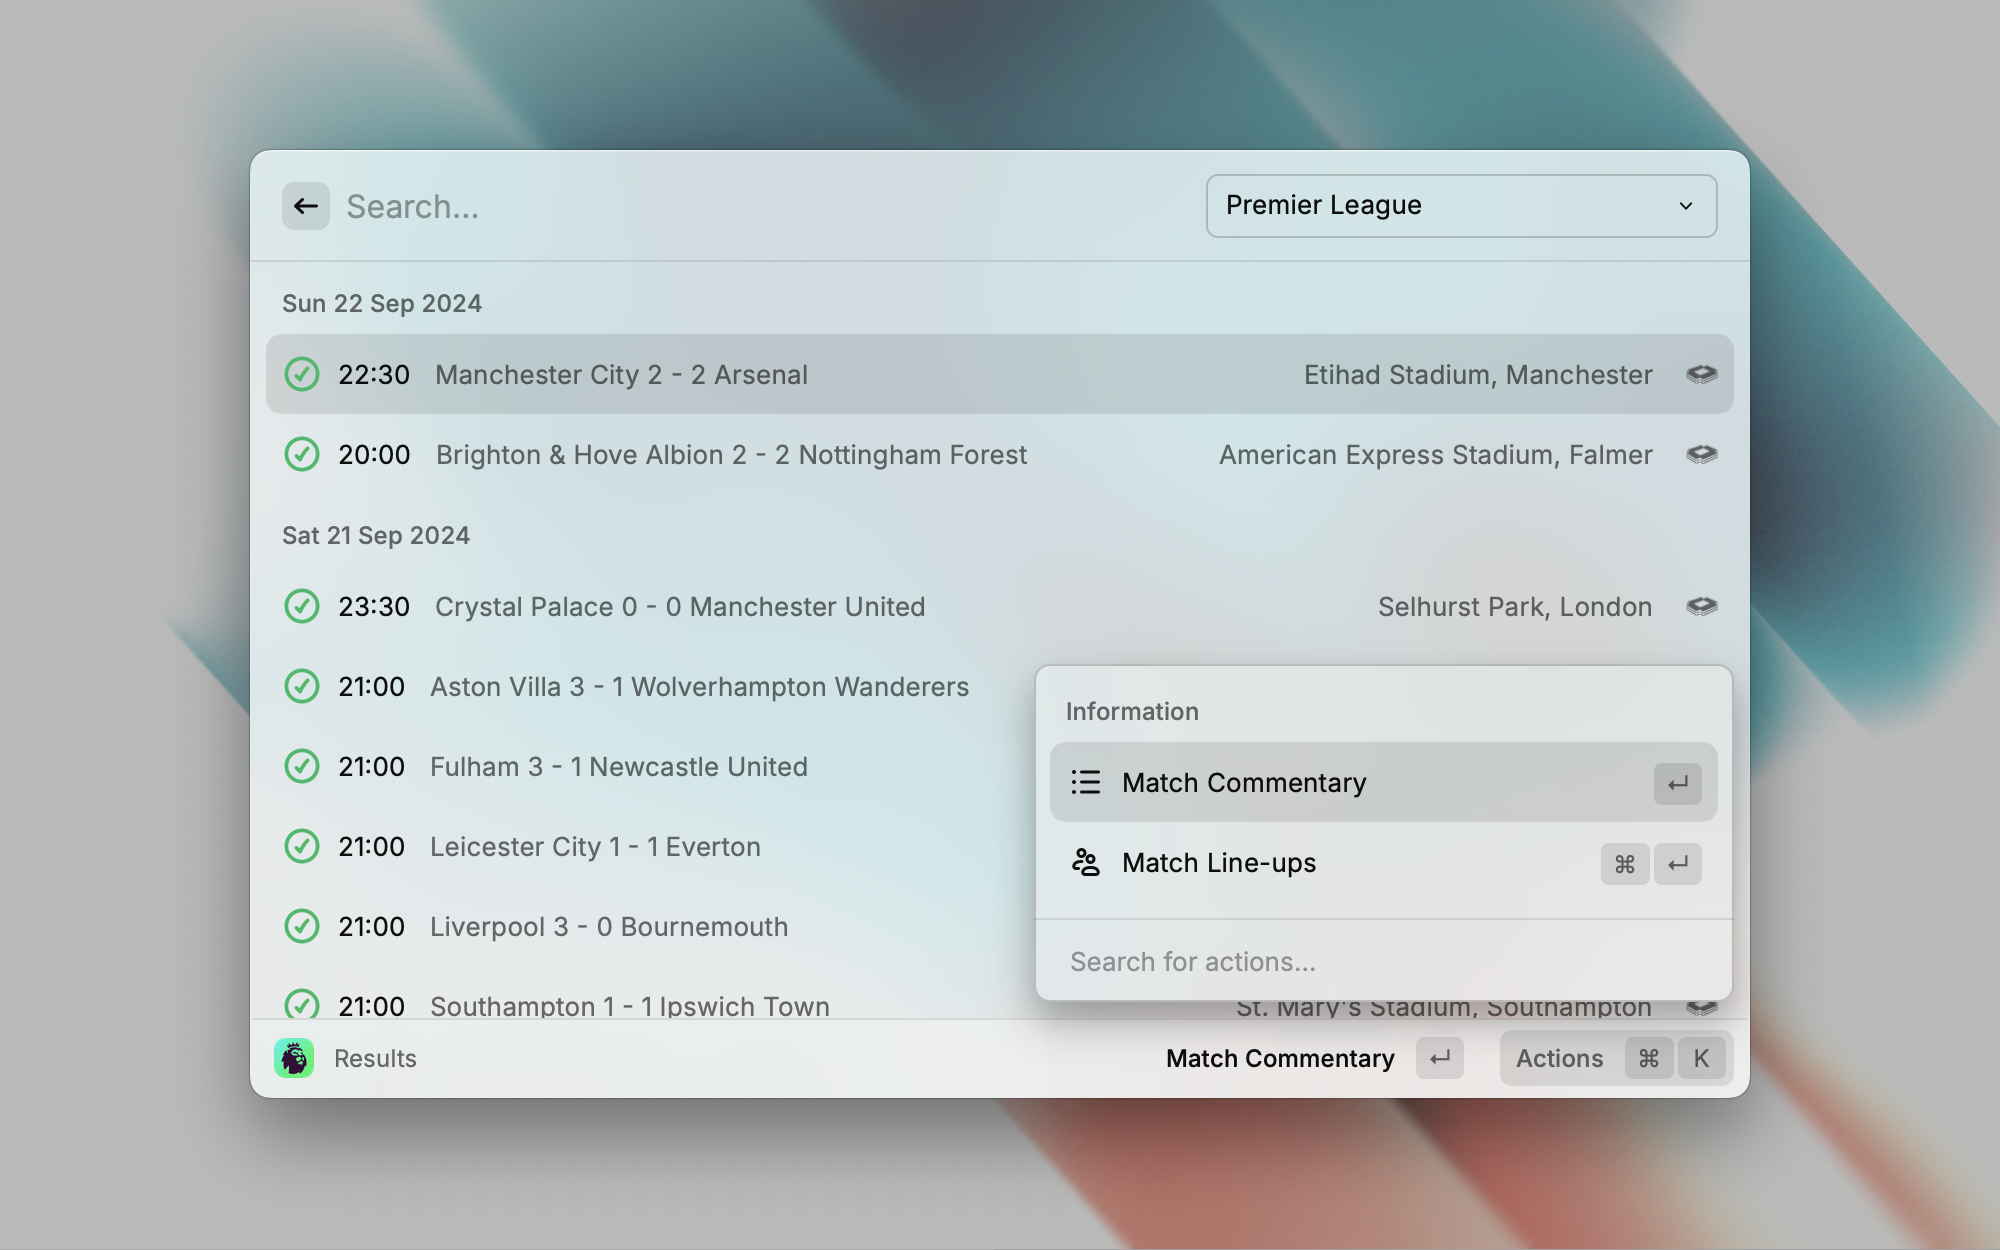 Search...
Premier League
Sun 22 Sep 2024
22:30 Manchester City 2 - 2 Arsenal Etihad Stadium, Manchester
20:00 Brighton & Hove Albion 2 - 2 Nottingham Forest American Express Stadium, Falmer
Sat 21 Sep 2024
23:30 Crystal Palace 0 - 0 Manchester United Selhurst Park, London
21:00 Aston Villa 3 - 1 Wolverhampton Wanderers
21:00 Fulham 3 - 1 Newcastle United
21:00 Leicester City 1 - 1 Everton
21:00 Liverpool 3 - 0 Bournemouth
21:00 Southampton 1 - 1 Ipswich Town St. Mary's Stadium, Southampton
Information
Match Commentary ↵
Match Line-ups ⌘ ↵
Search for actions...
Results
Match Commentary ↵
Actions ⌘ K